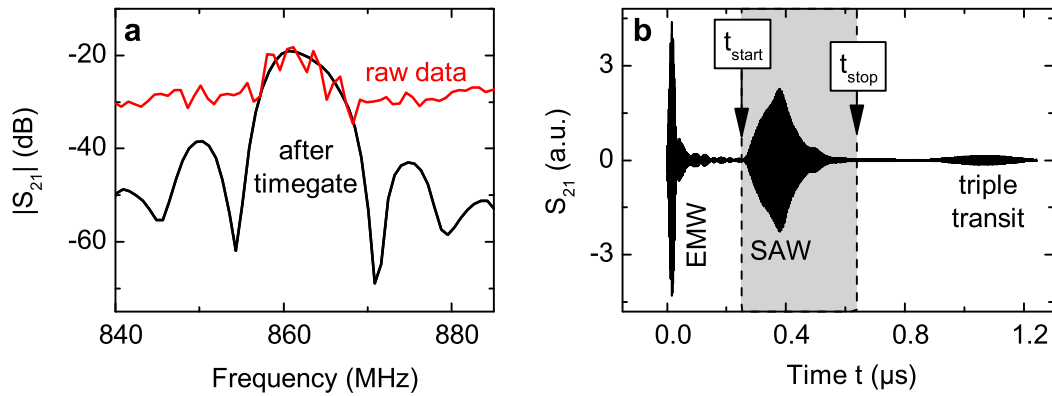 a
raw data
after
timegate
-20
-40
-60
|S21| (dB)
840
860
880
Frequency (MHz)
b
tstart
tstop
EMW
SAW
triple
transit
3
0
-3
S21 (a.u.)
0.0
0.4
0.8
1.2
Time t (µs)